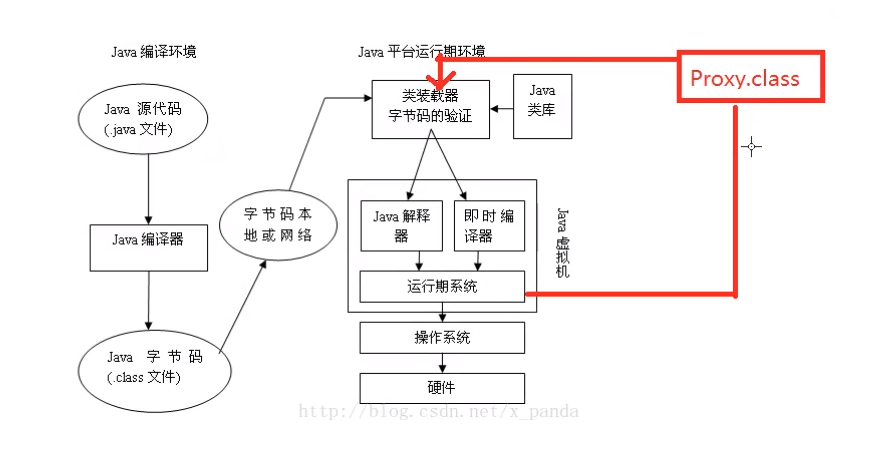 Java 编译环境
Java 源代码
(.java 文件)
Java 编译器
Java 字节码
(.class 文件)
字节码本
地或网络
Java 平台运行期环境
类装载器
字节码的验证
Java
类库
Java 解释
器
即时编
译器
Java虚拟机
运行期系统
操作系统
硬件
Proxy.class
http://blog.csdn.net/x_panda